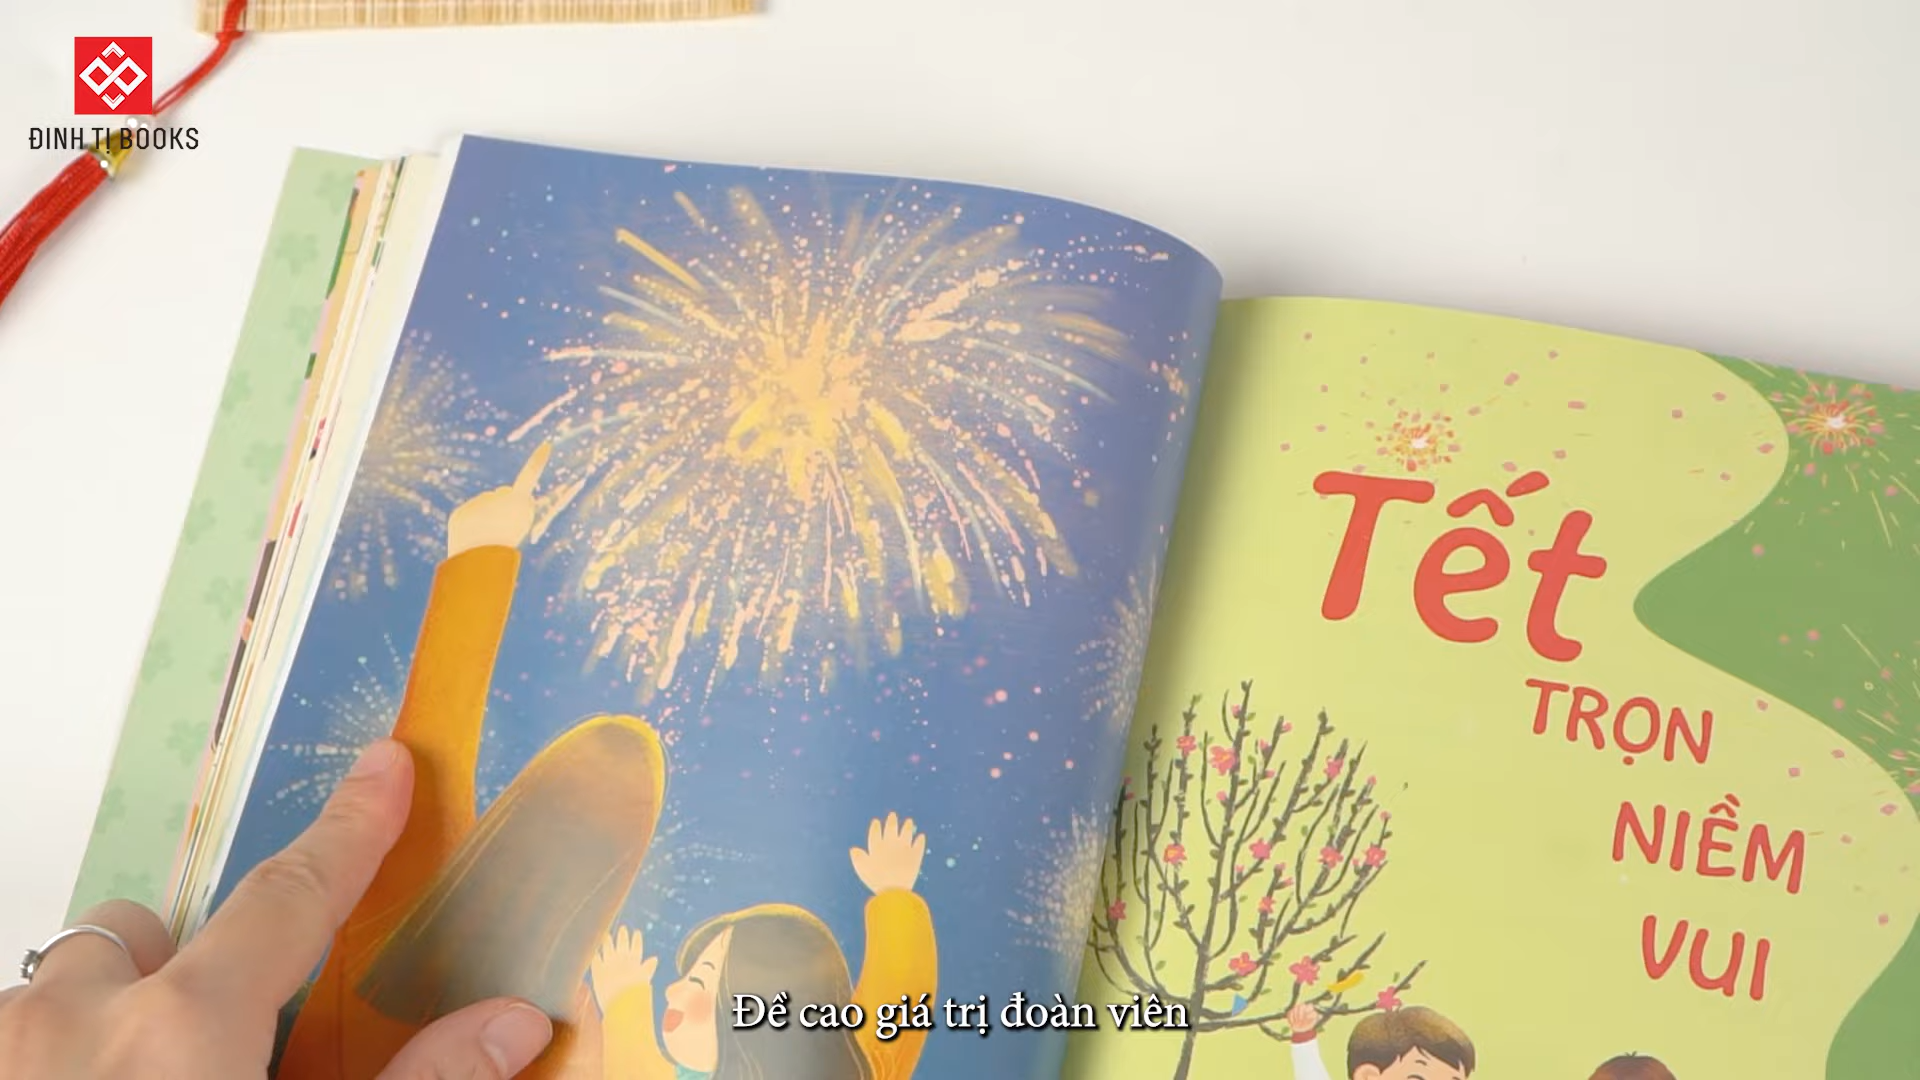 ĐINH TỊ BOOKS
Tết
TRỌN
NIỀM
VUI
Đề cao giá trị đoàn viên